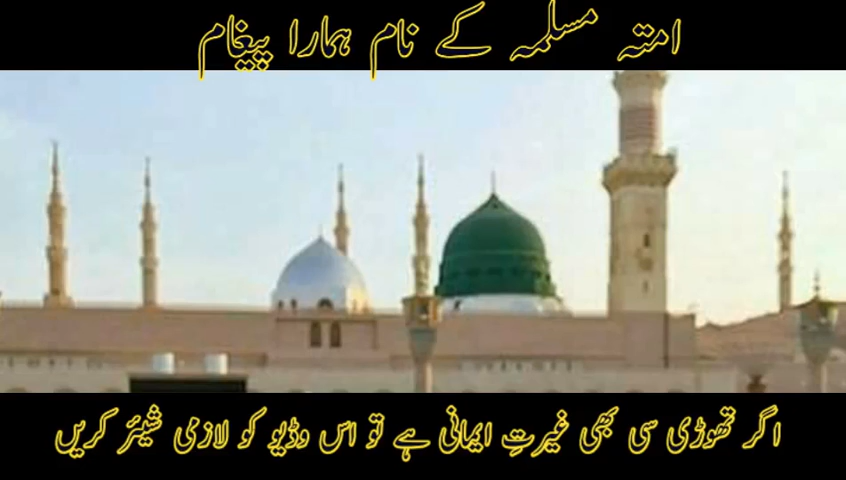 امتہ مسلمہ کے نام ہمارا پیغام
اگر تھوڑی سی بھی غیرتِ ایمانی ہے تو اس وڈیو کو لازمی شیئر کریں